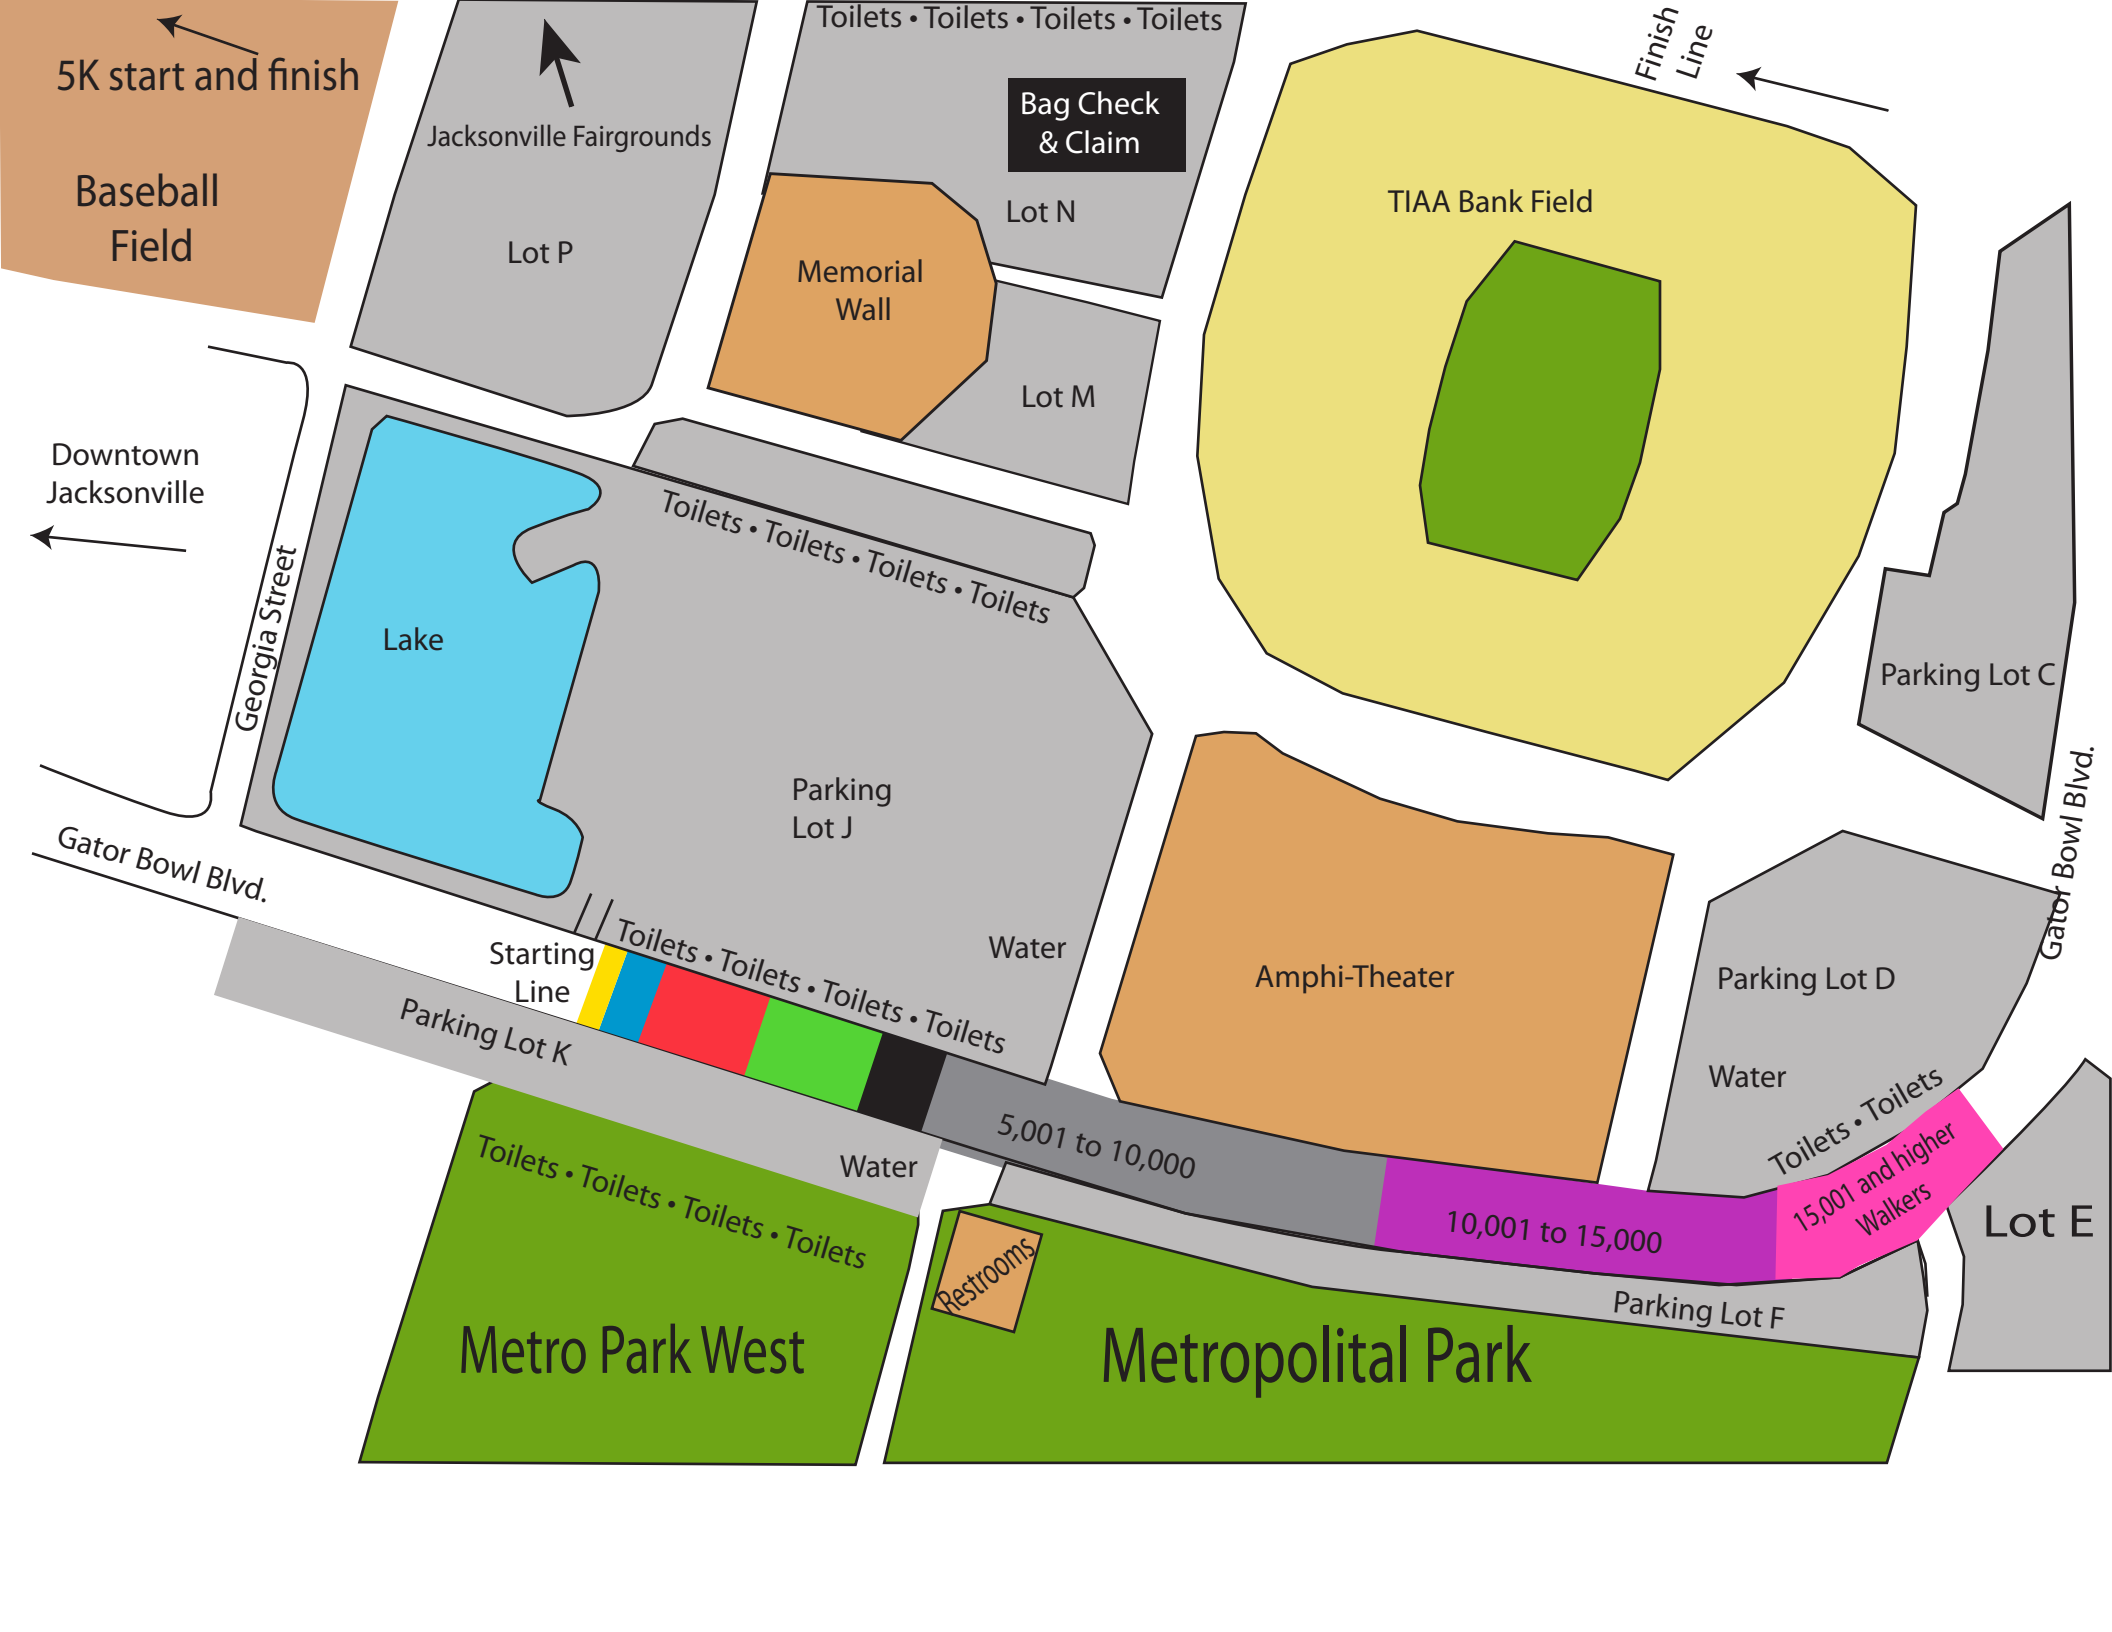 5K start and finish
Baseball
Field
Jacksonville Fairgrounds
Lot P
Toilets • Toilets • Toilets • Toilets
Bag Check
& Claim
Lot N
Memorial
Wall
Lot M
Finish
Line
TIAA Bank Field
Parking Lot C
Gator Bowl Blvd.
Downtown
Jacksonville
Georgia Street
Gator Bowl Blvd.
Lake
Toilets • Toilets • Toilets • Toilets
Parking
Lot J
Water
Toilets • Toilets • Toilets • Toilets
Starting
Line
Parking Lot K
Water
Amphi-Theater
Parking Lot D
Water
Toilets • Toilets
5,001 to 10,000
10,001 to 15,000
15,001 and higher
Walkers
Lot E
Parking Lot F
Toilets • Toilets • Toilets • Toilets
Metro Park West
Restrooms
Metropolital Park